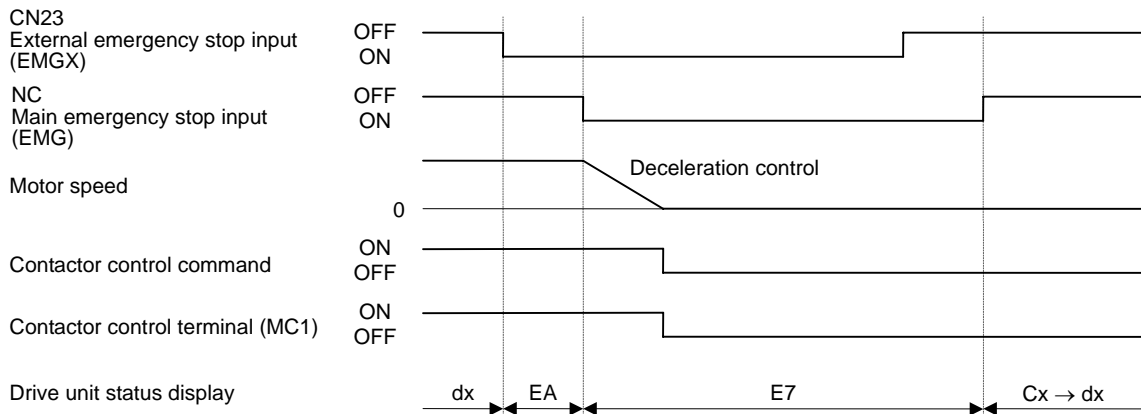 CN23
External emergency stop input
(EMGX)
OFF
ON
NC
Main emergency stop input
(EMG)
OFF
ON
Motor speed
Deceleration control
0
Contactor control command
ON
OFF
Contactor control terminal (MC1)
ON
OFF
Drive unit status display
dx
EA
E7
Cx → dx